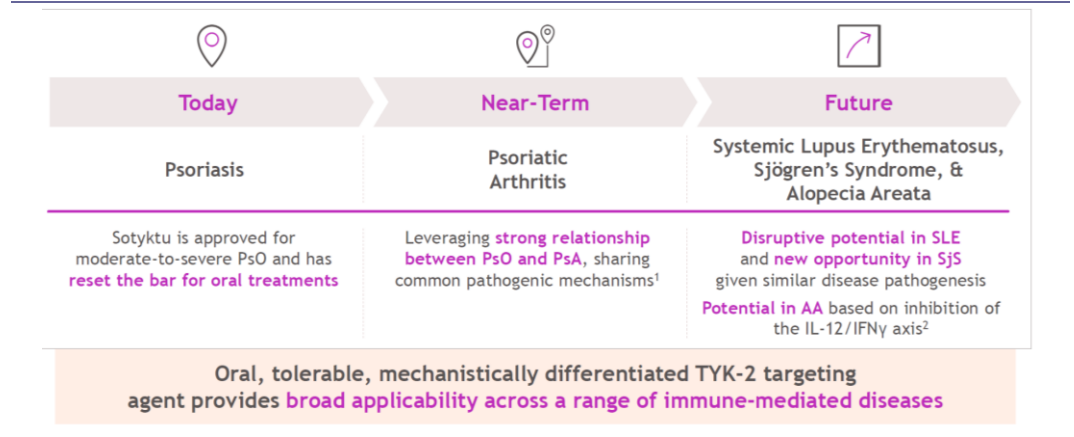 Today
Near-Term
Future
Psoriasis
Psoriatic
Arthritis
Systemic Lupus Erythematosus,
Sjögren’s Syndrome, &
Alopecia Areata
Sotyktu is approved for
moderate-to-severe PsO and has
reset the bar for oral treatments
Leveraging strong relationship
between PsO and PsA, sharing
common pathogenic mechanisms¹
Disruptive potential in SLE
and new opportunity in SjS
given similar disease pathogenesis
Potential in AA based on inhibition of
the IL-12/IFNγ axis²
Oral, tolerable, mechanistically differentiated TYK-2 targeting
agent provides broad applicability across a range of immune-mediated diseases